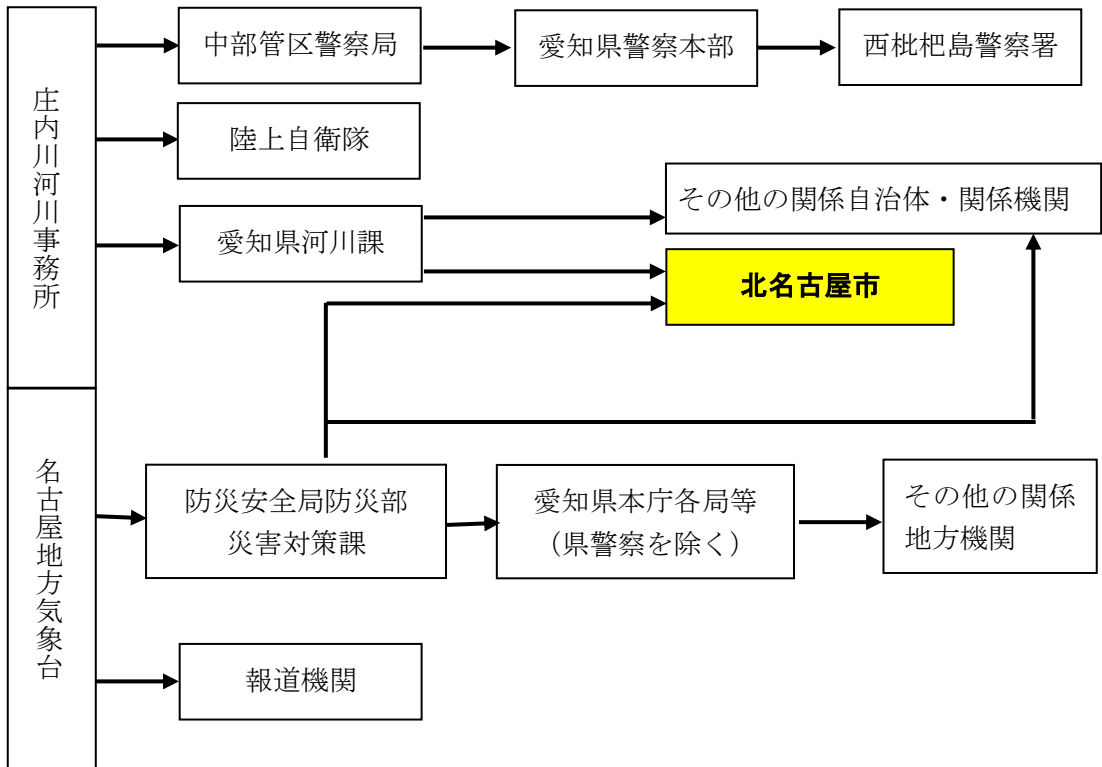 庄内川河川事務所
中部管区警察局
愛知県警察本部
西枇杷島警察署
陸上自衛隊
愛知県河川課
その他の関係自治体・関係機関
北名古屋市
名古屋地方気象台
防災安全局防災部
災害対策課
愛知県本庁各局等
（県警察を除く）
その他の関係
地方機関
報道機関